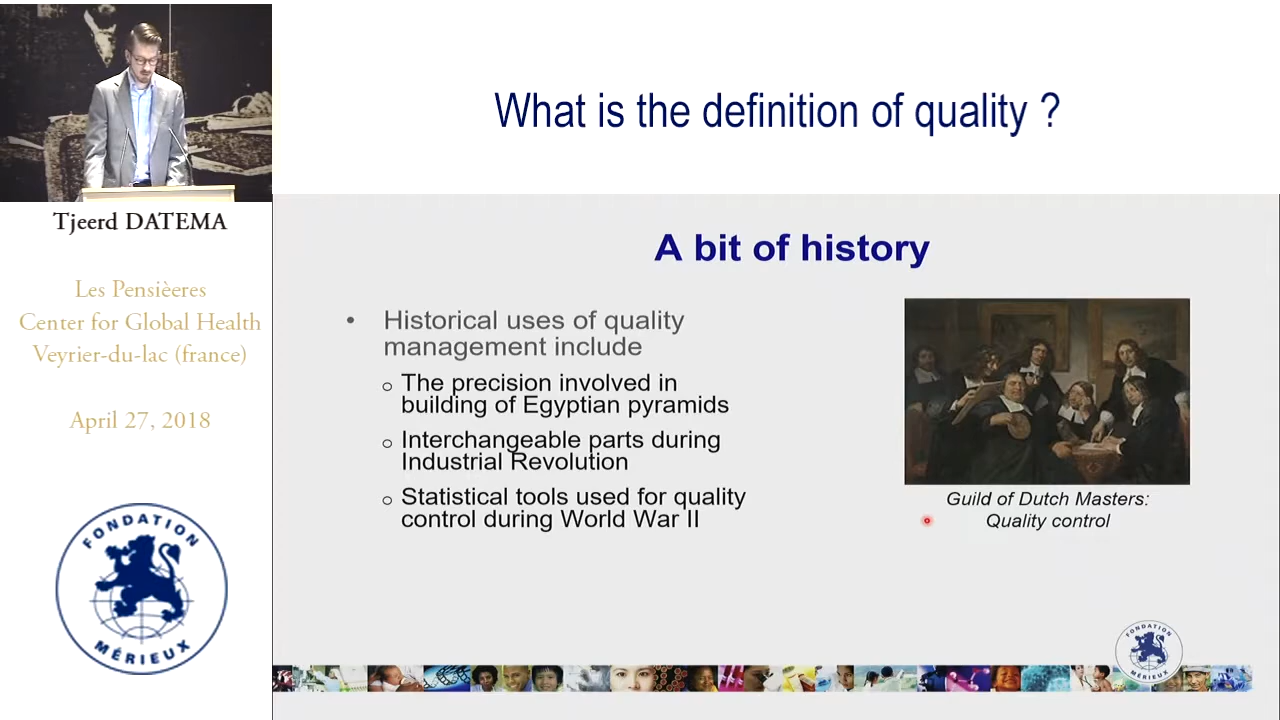 What is the definition of quality ?
Tjeerd DATEMA
Les Pensièeres
Center for Global Health
Veyrier-du-lac (france)
April 27, 2018
FONDATION
MÉRIEUX
A bit of history
• Historical uses of quality
management include
o The precision involved in
building of Egyptian pyramids
o Interchangeable parts during
Industrial Revolution
o Statistical tools used for quality
control during World War II
Guild of Dutch Masters:
Quality control
FONDATION
MÉRIEUX